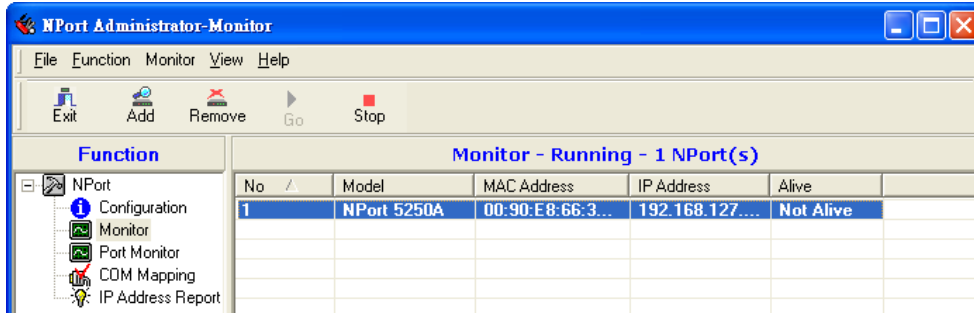 NPort Administrator-Monitor
File Function Monitor View Help
Exit Add Remove Go Stop
Function
Monitor - Running - 1 NPort(s)
NPort
Configuration
Monitor
Port Monitor
COM Mapping
IP Address Report
No Model MAC Address IP Address Alive
1 NPort 5250A 00:90:E8:66:3... 192.168.127.... Not Alive